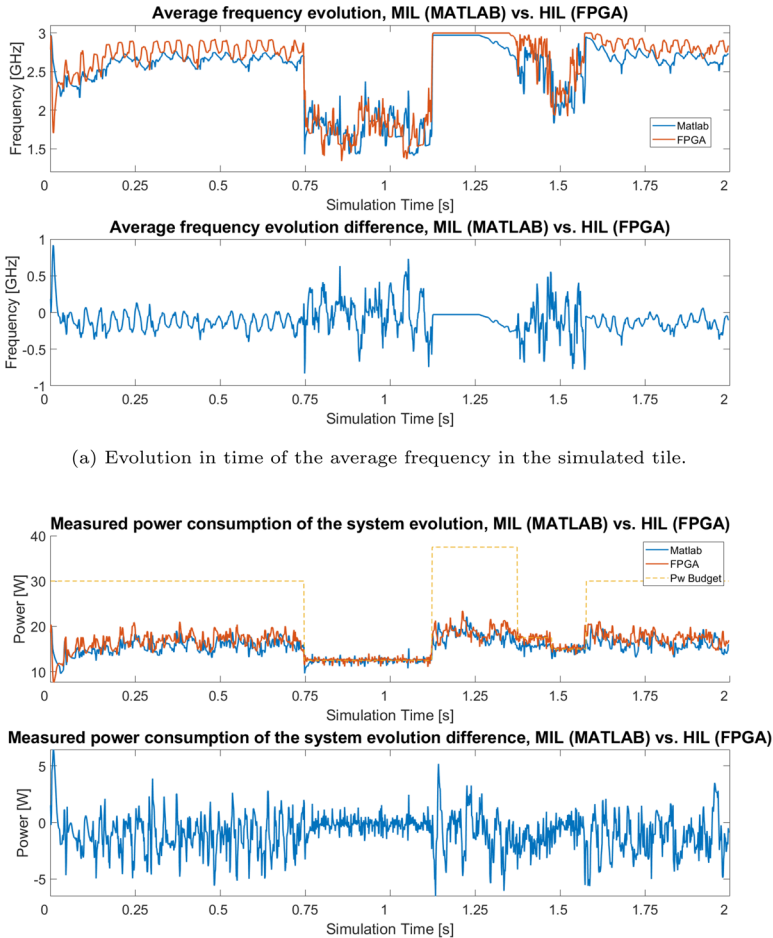 Average frequency evolution, MIL (MATLAB) vs. HIL (FPGA)
Frequency [GHz]
3
2.5
2
1.5
Matlab
FPGA
0 0.25 0.5 0.75 1 1.25 1.5 1.75 2
Simulation Time [s]
Average frequency evolution difference, MIL (MATLAB) vs. HIL (FPGA)
Frequency [GHz]
1
0.5
0
-0.5
-1
0 0.25 0.5 0.75 1 1.25 1.5 1.75 2
Simulation Time [s]
(a) Evolution in time of the average frequency in the simulated tile.
Measured power consumption of the system evolution, MIL (MATLAB) vs. HIL (FPGA)
Power [W]
40
30
20
10
Matlab
FPGA
Pw Budget
0 0.25 0.5 0.75 1 1.25 1.5 1.75 2
Simulation Time [s]
Measured power consumption of the system evolution difference, MIL (MATLAB) vs. HIL (FPGA)
Power [W]
5
0
-5
0 0.25 0.5 0.75 1 1.25 1.5 1.75 2
Simulation Time [s]